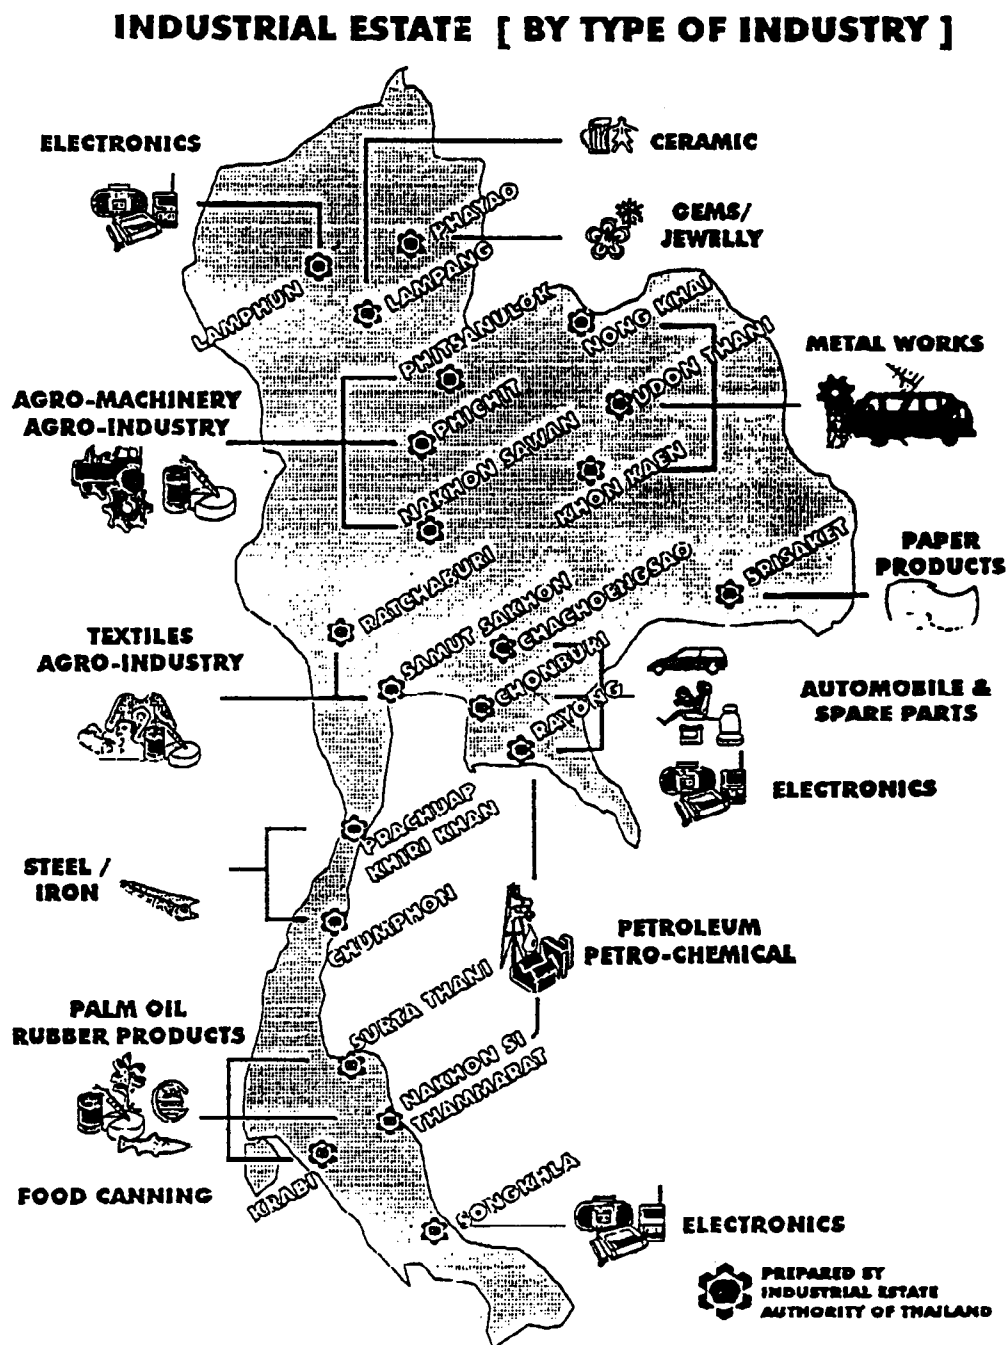 INDUSTRIAL ESTATE [ BY TYPE OF INDUSTRY ]
ELECTRONICS
CERAMIC
GEMS/
JEWELLY
PHAYAO
LAMPHUN
LAMPANG
PHITSANULOK
NONG KHAI
UDON THANI
METAL WORKS
AGRO-MACHINERY
AGRO-INDUSTRY
PHICHIT
NAKHON SAWAN
KHON KAEN
PAPER
PRODUCTS
SRISAKET
RATCHABURI
SAMUT SAKHON
CHACHOENGSAO
CHONBURI
RAYONG
TEXTILES
AGRO-INDUSTRY
AUTOMOBILE &
SPARE PARTS
ELECTRONICS
PRACHUAP
KHIRI KHAN
STEEL /
IRON
CHUMPHON
PETROLEUM
PETRO-CHEMICAL
SURTA THANI
PALM OIL
RUBBER PRODUCTS
NAKHON SI
THAMMARAT
FOOD CANNING
KRABI
SONGKHLA
ELECTRONICS
PREPARED BY
INDUSTRIAL ESTATE
AUTHORITY OF THAILAND